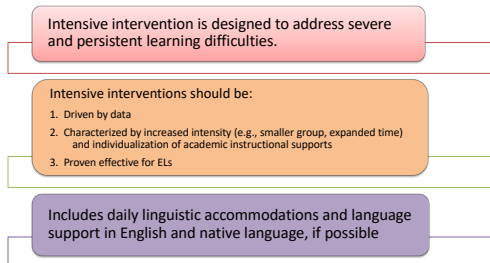 Intensive intervention is designed to address severe
and persistent learning difficulties.
Intensive interventions should be:
1. Driven by data
2. Characterized by increased intensity (e.g., smaller group, expanded time)
and individualization of academic instructional supports
3. Proven effective for ELs
Includes daily linguistic accommodations and language
support in English and native language, if possible